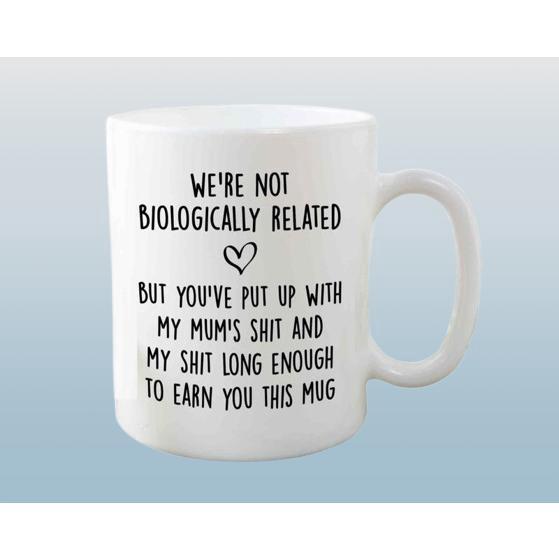 WE'RE NOT
BIOLOGICALLY RELATED
BUT YOU'VE PUT UP WITH
MY MUM'S SHIT AND
MY SHIT LONG ENOUGH
TO EARN YOU THIS MUG